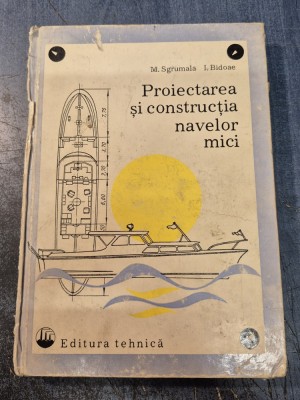 M. Sgrumala I. Bidoae
Proiectarea
și construcția
navelor
mici
Editura tehnică